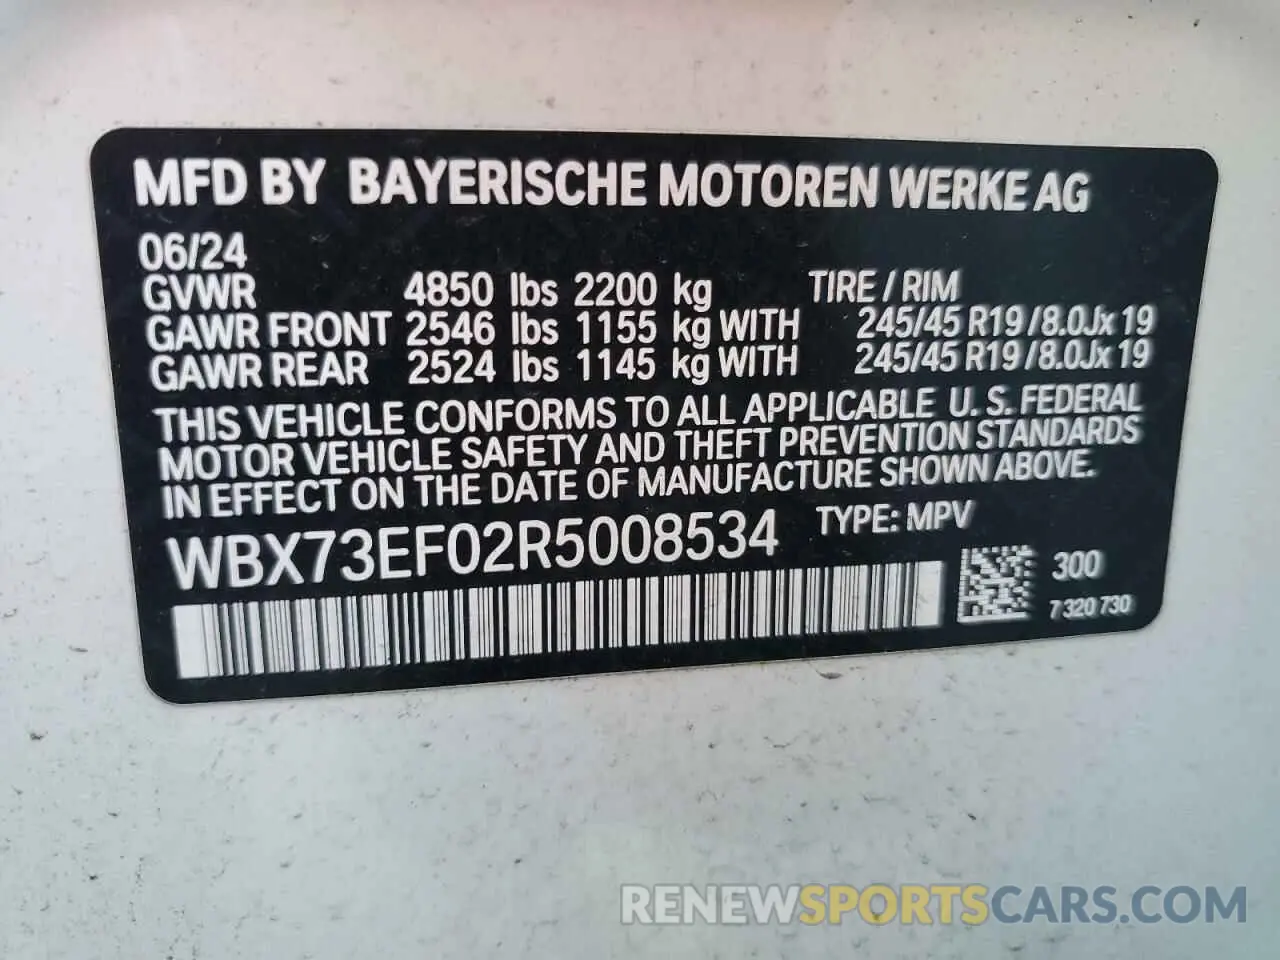 MFD BY BAYERISCHE MOTOREN WERKE AG
06/24
GVWR 4850 lbs 2200 kg TIRE / RIM
GAWR FRONT 2546 lbs 1155 kg WITH 245/45 R19 / 8.0Jx 19
GAWR REAR 2524 lbs 1145 kg WITH 245/45 R19 / 8.0Jx 19
THIS VEHICLE CONFORMS TO ALL APPLICABLE U. S. FEDERAL
MOTOR VEHICLE SAFETY AND THEFT PREVENTION STANDARDS
IN EFFECT ON THE DATE OF MANUFACTURE SHOWN ABOVE.
WBX73EF02R5008534 TYPE: MPV
300
7 320 730
RENEWSPORTSCARS.COM